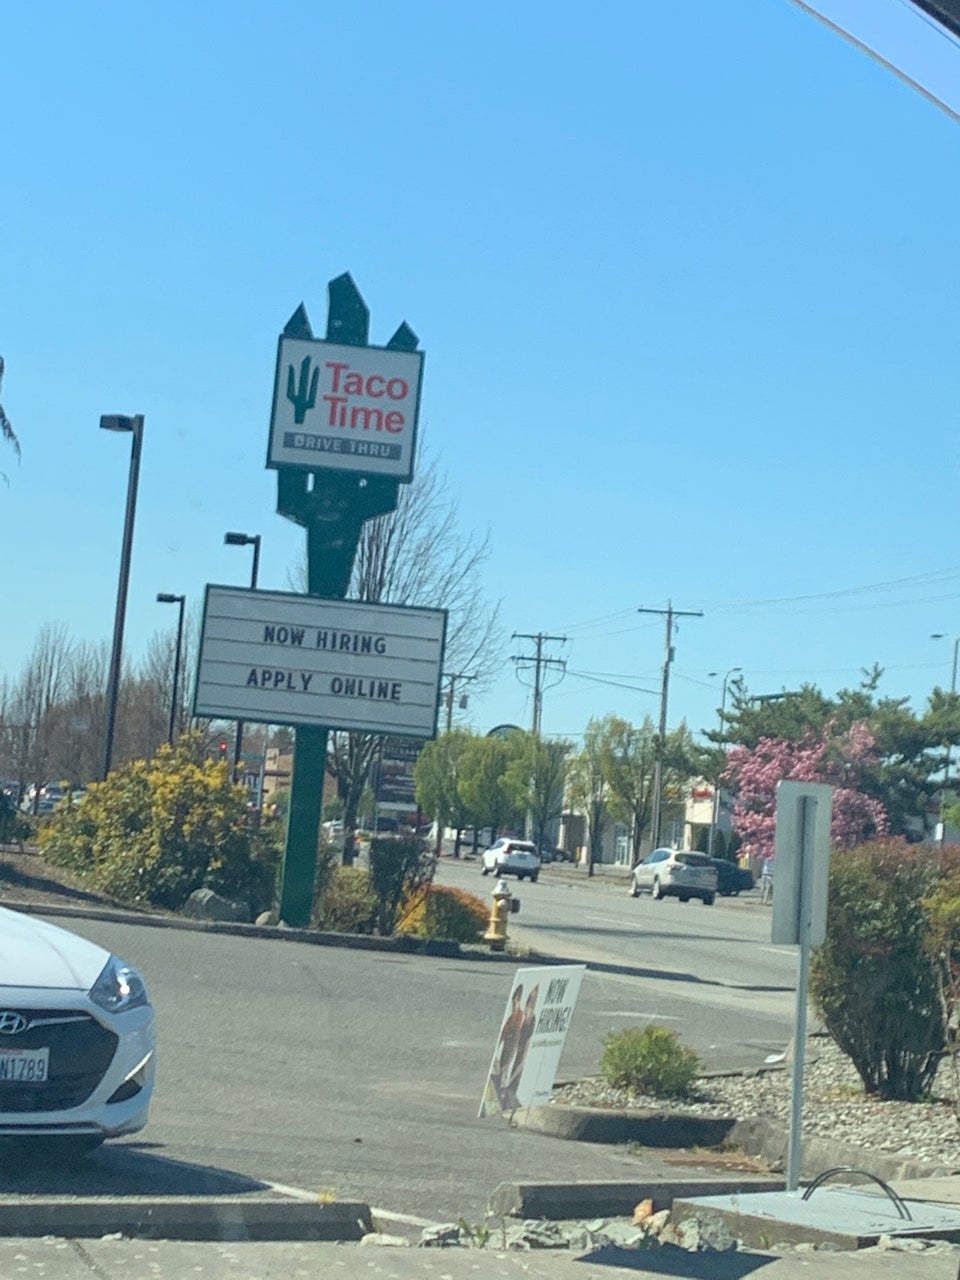 Taco
Time
DRIVE THRU
NOW HIRING
APPLY ONLINE
NOW
HIRING!
N1789